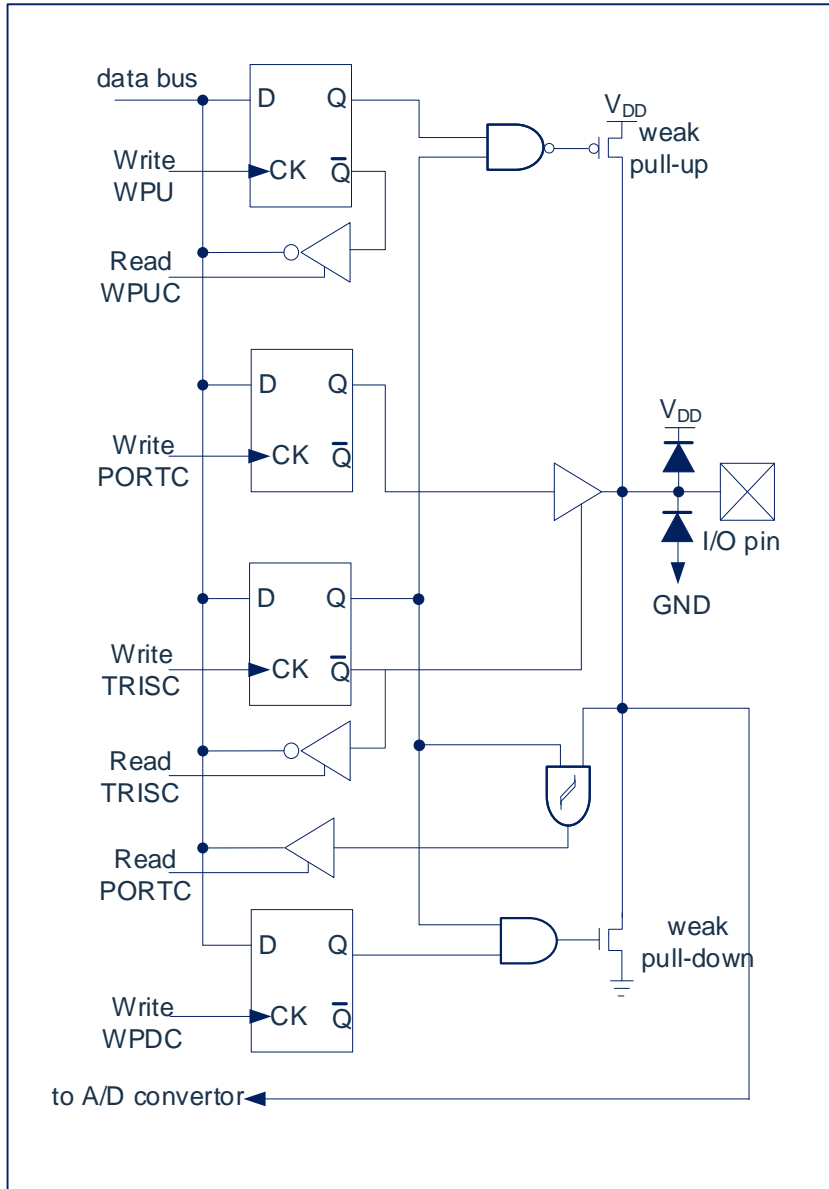 data bus
D Q
Write
WPU
CK Q̅
Read
WPUC
VDD
weak
pull-up
D Q
Write
PORTC
CK Q̅
VDD
I/O pin
GND
D Q
Write
TRISC
CK Q̅
Read
TRISC
Read
PORTC
D Q
Write
WPDC
CK Q̅
weak
pull-down
to A/D convertor